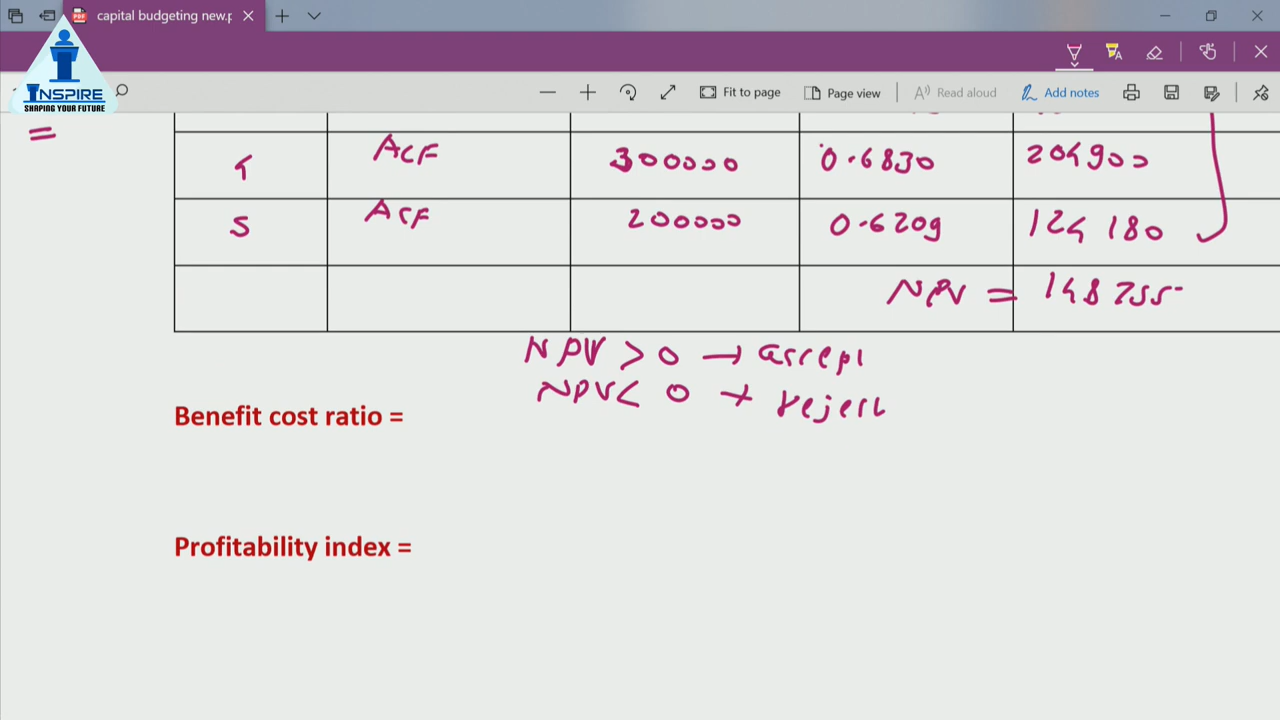 capital budgeting new.p
INSPIRE
SHAPING YOUR FUTURE
Fit to page
Page view
Read aloud
Add notes
=
4 ACF 300000 0.6830 204900
5 ACF 200000 0.6209 124180
NPV = 148755
NPV > 0 → accept
NPV < 0 → reject
Benefit cost ratio =
Profitability index =